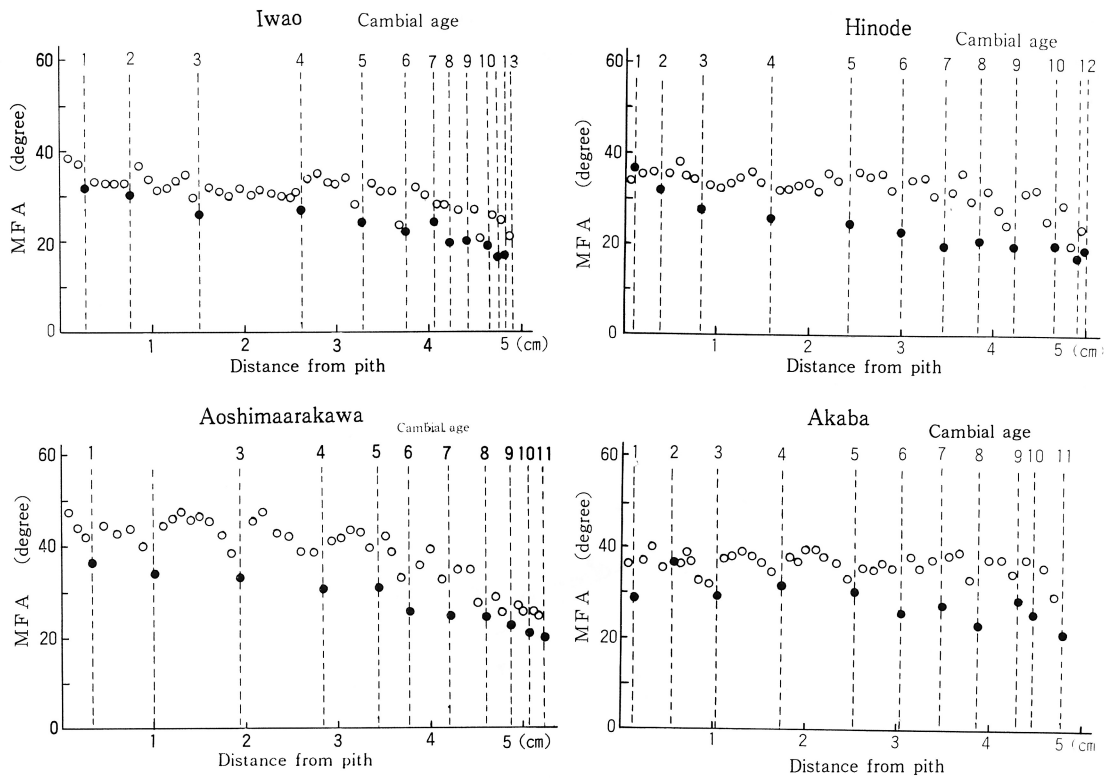 Iwao Cambial age
1 2 3 4 5 6 7 8 9 10 13
60
40
20
0
MFA (degree)
1 2 3 4 5 (cm)
Distance from pith
Hinode Cambial age
1 2 3 4 5 6 7 8 9 10 12
60
40
20
0
MFA (degree)
1 2 3 4 5 (cm)
Distance from pith
Aoshimaarakawa
Cambial age
1 3 4 5 6 7 8 9 10 11
60
40
20
0
MFA (degree)
1 2 3 4 5 (cm)
Distance from pith
Akaba Cambial age
1 2 3 4 5 6 7 8 9 10 11
60
40
20
0
MFA (degree)
1 2 3 4 5 (cm
Distance from pith